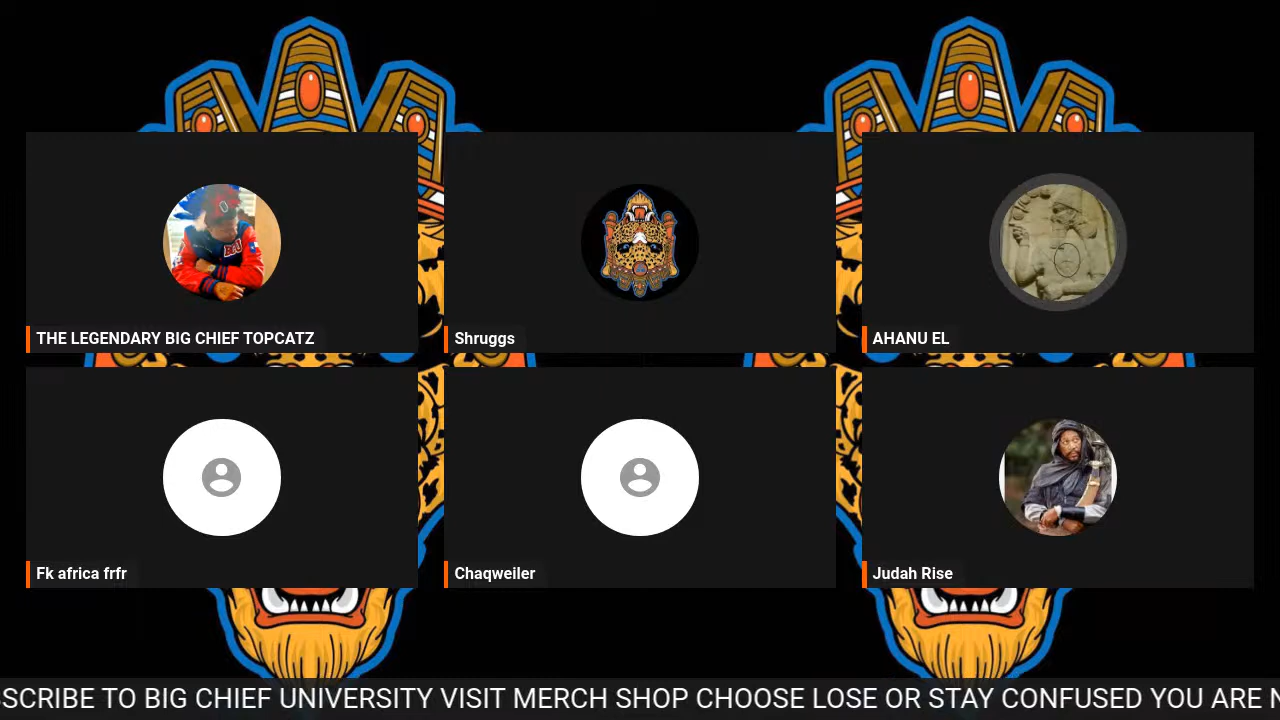 THE LEGENDARY BIG CHIEF TOPCATZ
Shruggs
AHANU EL
Fk africa frfr
Chaqweiler
Judah Rise
SCRIBE TO BIG CHIEF UNIVERSITY VISIT MERCH SHOP CHOOSE LOSE OR STAY CONFUSED YOU ARE N